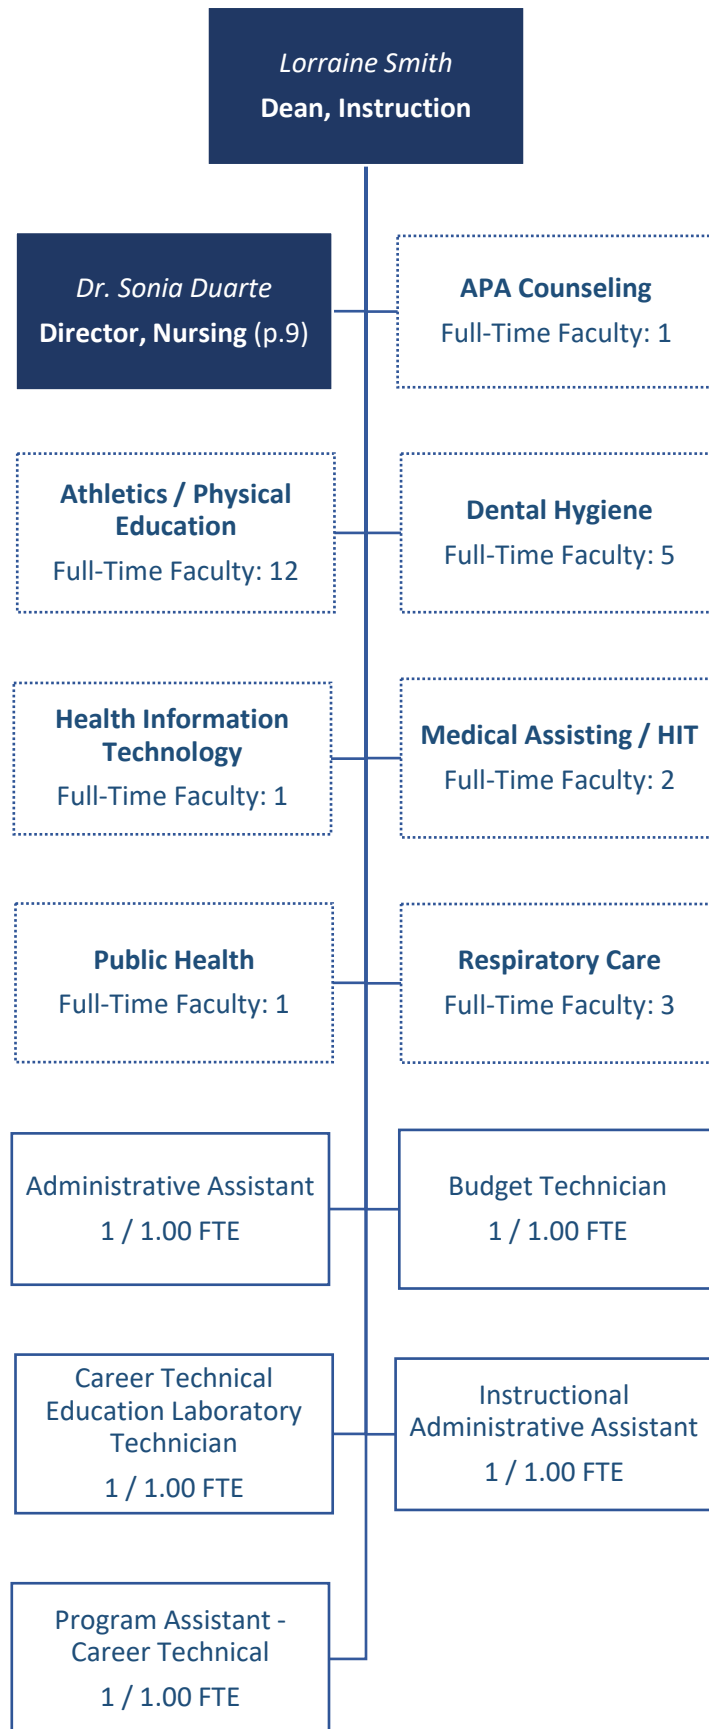 Lorraine Smith
Dean, Instruction
Dr. Sonia Duarte
Director, Nursing (p.9)
APA Counseling
Full-Time Faculty: 1
Athletics / Physical
Education
Full-Time Faculty: 12
Dental Hygiene
Full-Time Faculty: 5
Health Information
Technology
Full-Time Faculty: 1
Medical Assisting / HIT
Full-Time Faculty: 2
Public Health
Full-Time Faculty: 1
Respiratory Care
Full-Time Faculty: 3
Administrative Assistant
1 / 1.00 FTE
Budget Technician
1 / 1.00 FTE
Career Technical
Education Laboratory
Technician
1 / 1.00 FTE
Instructional
Administrative Assistant
1 / 1.00 FTE
Program Assistant -
Career Technical
1 / 1.00 FTE